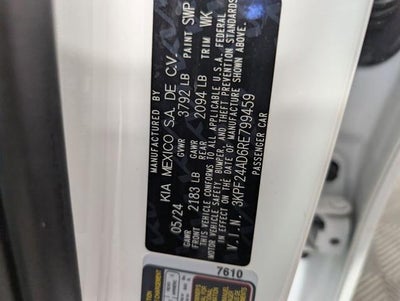 MANUFACTURED BY
KIA MEXICO S.A. DE C.V.
05/24 GVWR 3792 LB PAINT SWP
GAWR FRONT 2183 LB GAWR REAR 2094 LB TRIM WK
THIS VEHICLE CONFORMS TO ALL APPLICABLE U.S.A. FEDERAL
MOTOR VEHICLE SAFETY, BUMPER, AND THEFT PREVENTION STANDARDS
IN EFFECT ON THE DATE OF MANUFACTURE SHOWN ABOVE.
V.I.N. 3KPF24AD6RE799459
PASSENGER CAR
7610